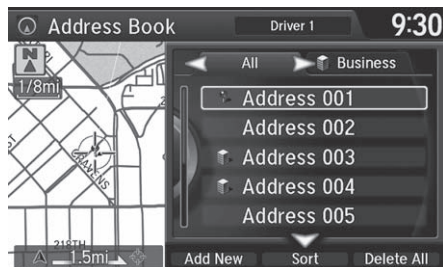 Address Book
Driver 1
9:30
N
1/8mi
All
Business
Address 001
Address 002
Address 003
Address 004
Address 005
CRAVENS
218TH
1.5mi
Add New
Sort
Delete All